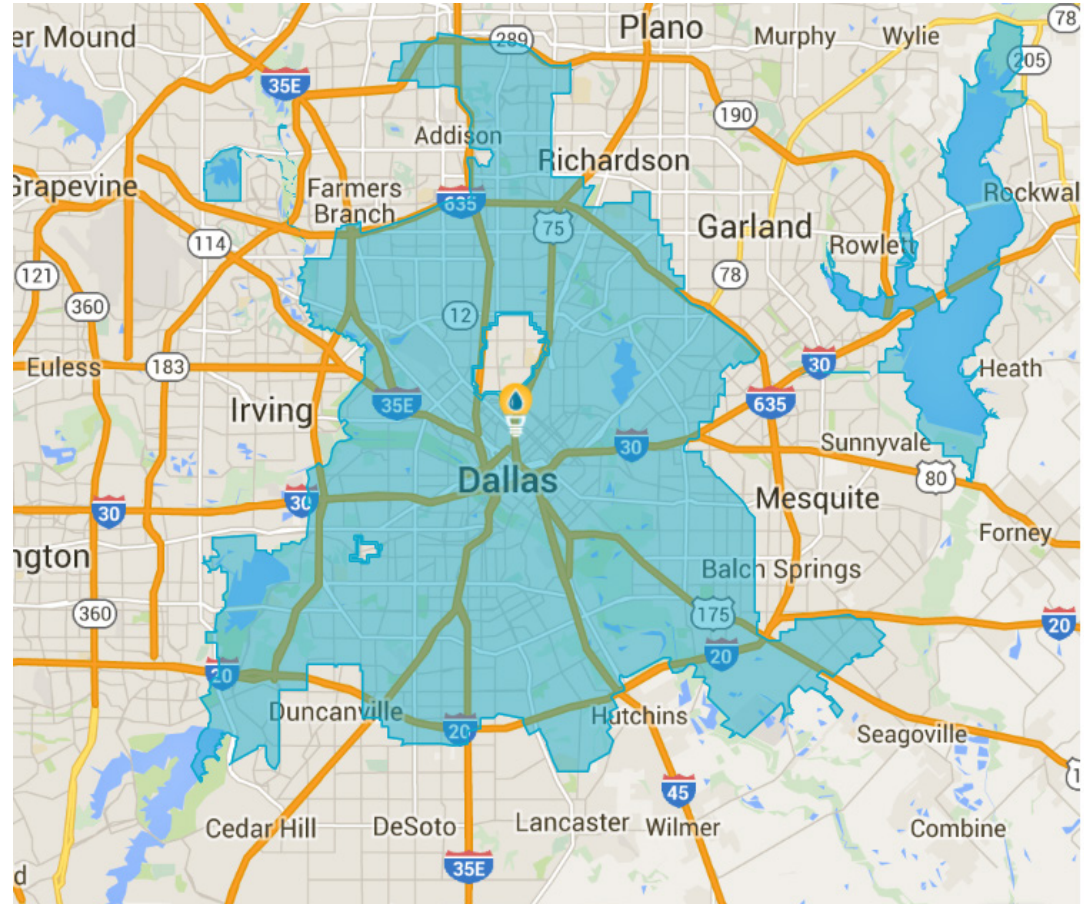 er Mound
Plano
Murphy
Wylie
78
289
205
35E
190
Addison
Richardson
Grapevine
Farmers
Branch
635
Rockwal
75
Garland
114
Rowlett
121
78
360
12
Euless
183
30
Heath
35E
635
Irving
30
Sunnyvale
Dallas
80
30
30
Mesquite
Forney
ngton
Balch Springs
360
175
20
20
20
Duncanville
Hutchins
20
Seagoville
1
45
Cedar Hill
DeSoto
Lancaster
Wilmer
Combine
35E
d